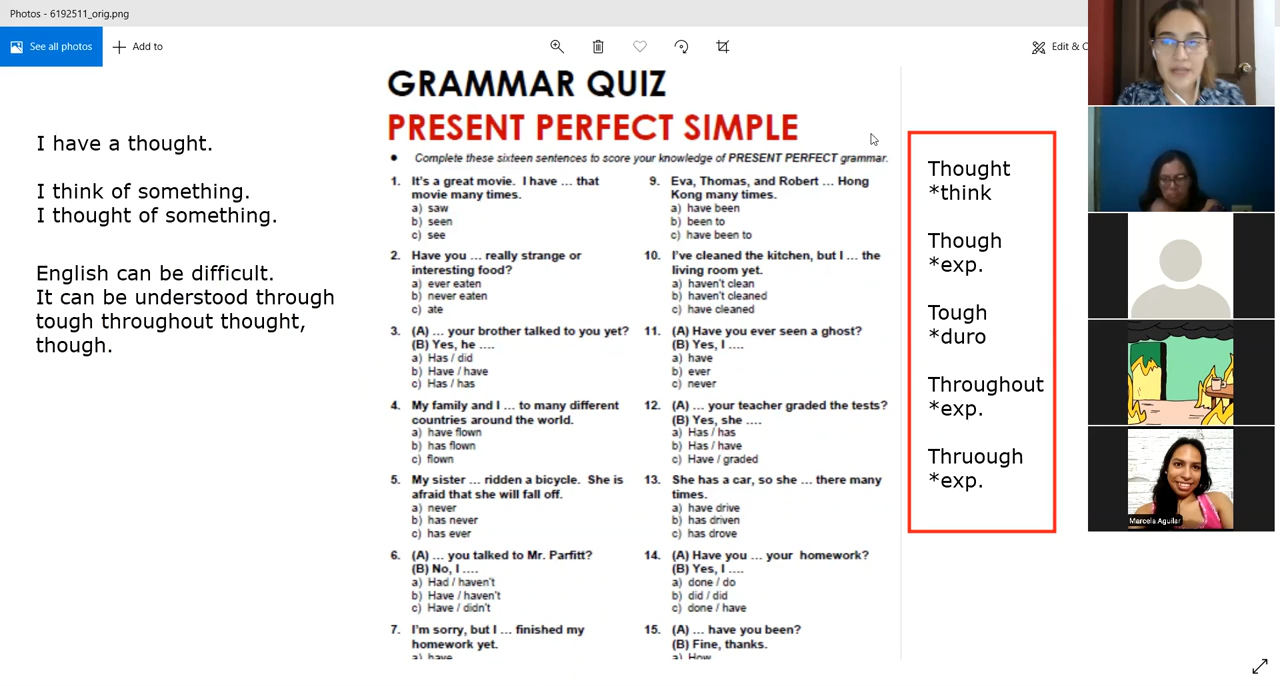 Photos - 6192511_orig.png
See all photos
Add to
Edit & C
I have a thought.
I think of something.
I thought of something.
English can be difficult.
It can be understood through
tough throughout thought,
though.
GRAMMAR QUIZ
PRESENT PERFECT SIMPLE
• Complete these sixteen sentences to score your knowledge of PRESENT PERFECT grammar.
1. It's a great movie. I have ... that
movie many times.
a) saw
b) seen
c) see
2. Have you ... really strange or
interesting food?
a) ever eaten
b) never eaten
c) ate
3. (A) ... your brother talked to you yet?
(B) Yes, he ....
a) Has / did
b) Have / have
c) Has / has
4. My family and I ... to many different
countries around the world.
a) have flown
b) has flown
c) flown
5. My sister ... ridden a bicycle. She is
afraid that she will fall off.
a) never
b) has never
c) has ever
6. (A) ... you talked to Mr. Parfitt?
(B) No, I ....
a) Had / haven't
b) Have / haven't
c) Have / didn't
7. I'm sorry, but I ... finished my
homework yet.
a) have
9. Eva, Thomas, and Robert ... Hong
Kong many times.
a) have been
b) been to
c) have been to
10. I've cleaned the kitchen, but I ... the
living room yet.
a) haven't clean
b) haven't cleaned
c) have cleaned
11. (A) Have you ever seen a ghost?
(B) Yes, I ....
a) have
b) ever
c) never
12. (A) ... your teacher graded the tests?
(B) Yes, she ....
a) Has / has
b) Has / have
c) Have / graded
13. She has a car, so she ... there many
times.
a) have drive
b) has driven
c) has drove
14. (A) Have you ... your homework?
(B) Yes, I ....
a) done / do
b) did / did
c) done / have
15. (A) ... have you been?
(B) Fine, thanks.
a) How
Thought
*think
Though
*exp.
Tough
*duro
Throughout
*exp.
Thruough
*exp.
Marcela Aguilar